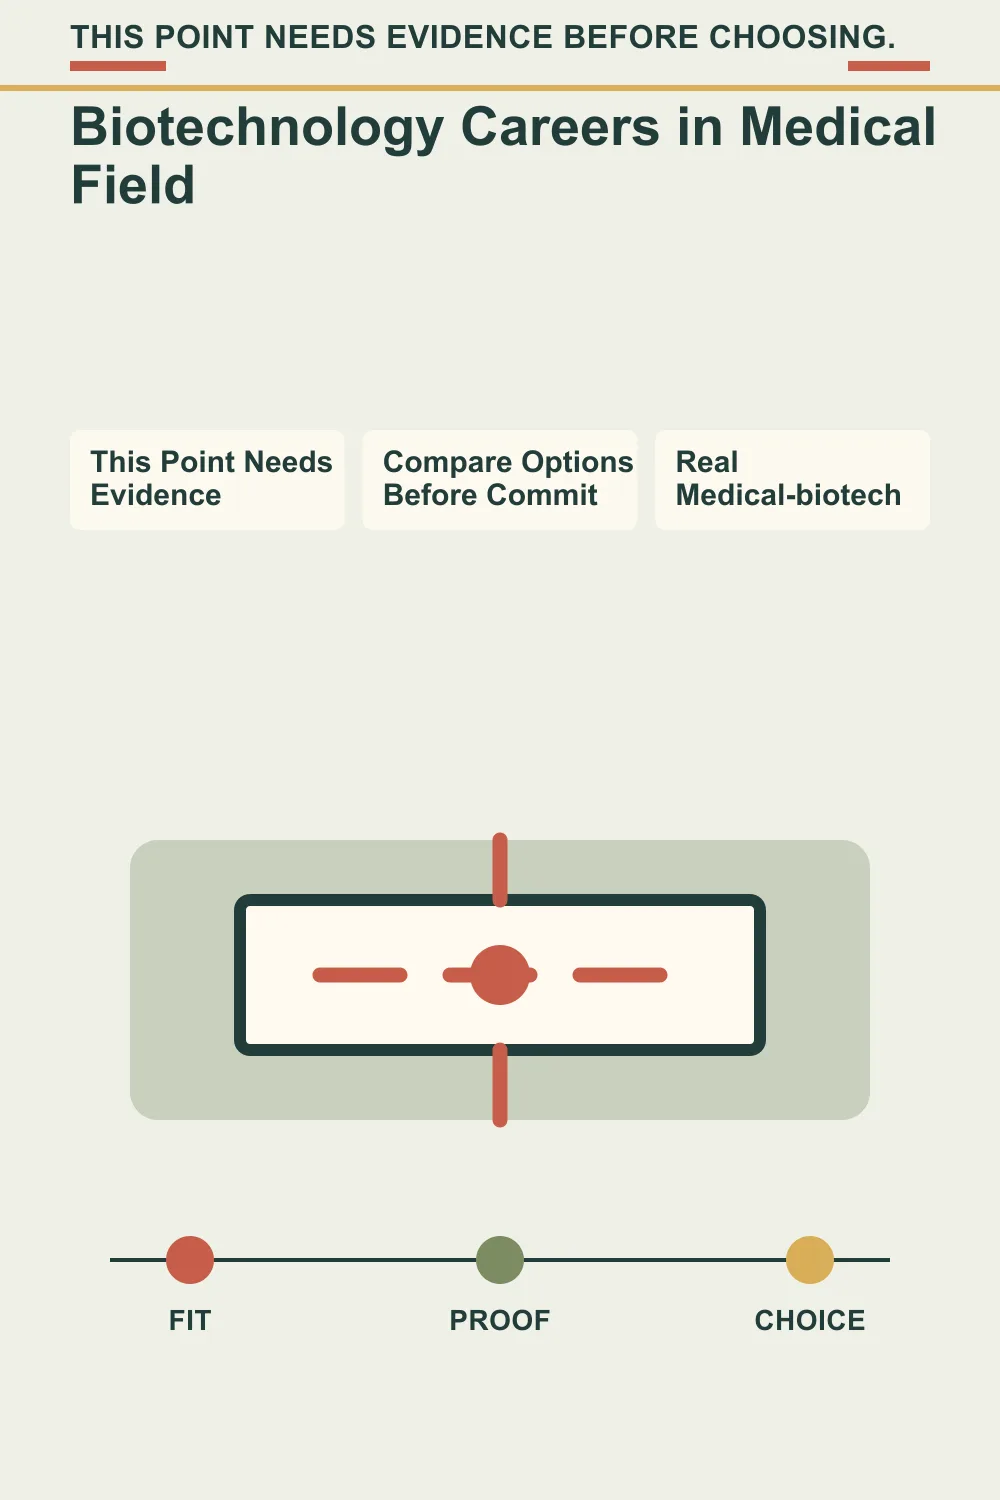 THIS POINT NEEDS EVIDENCE BEFORE CHOOSING.
Biotechnology Careers in Medical
Field
This Point Needs
Evidence
Compare Options
Before Commit
Real
Medical-biotech
FIT
PROOF
CHOICE